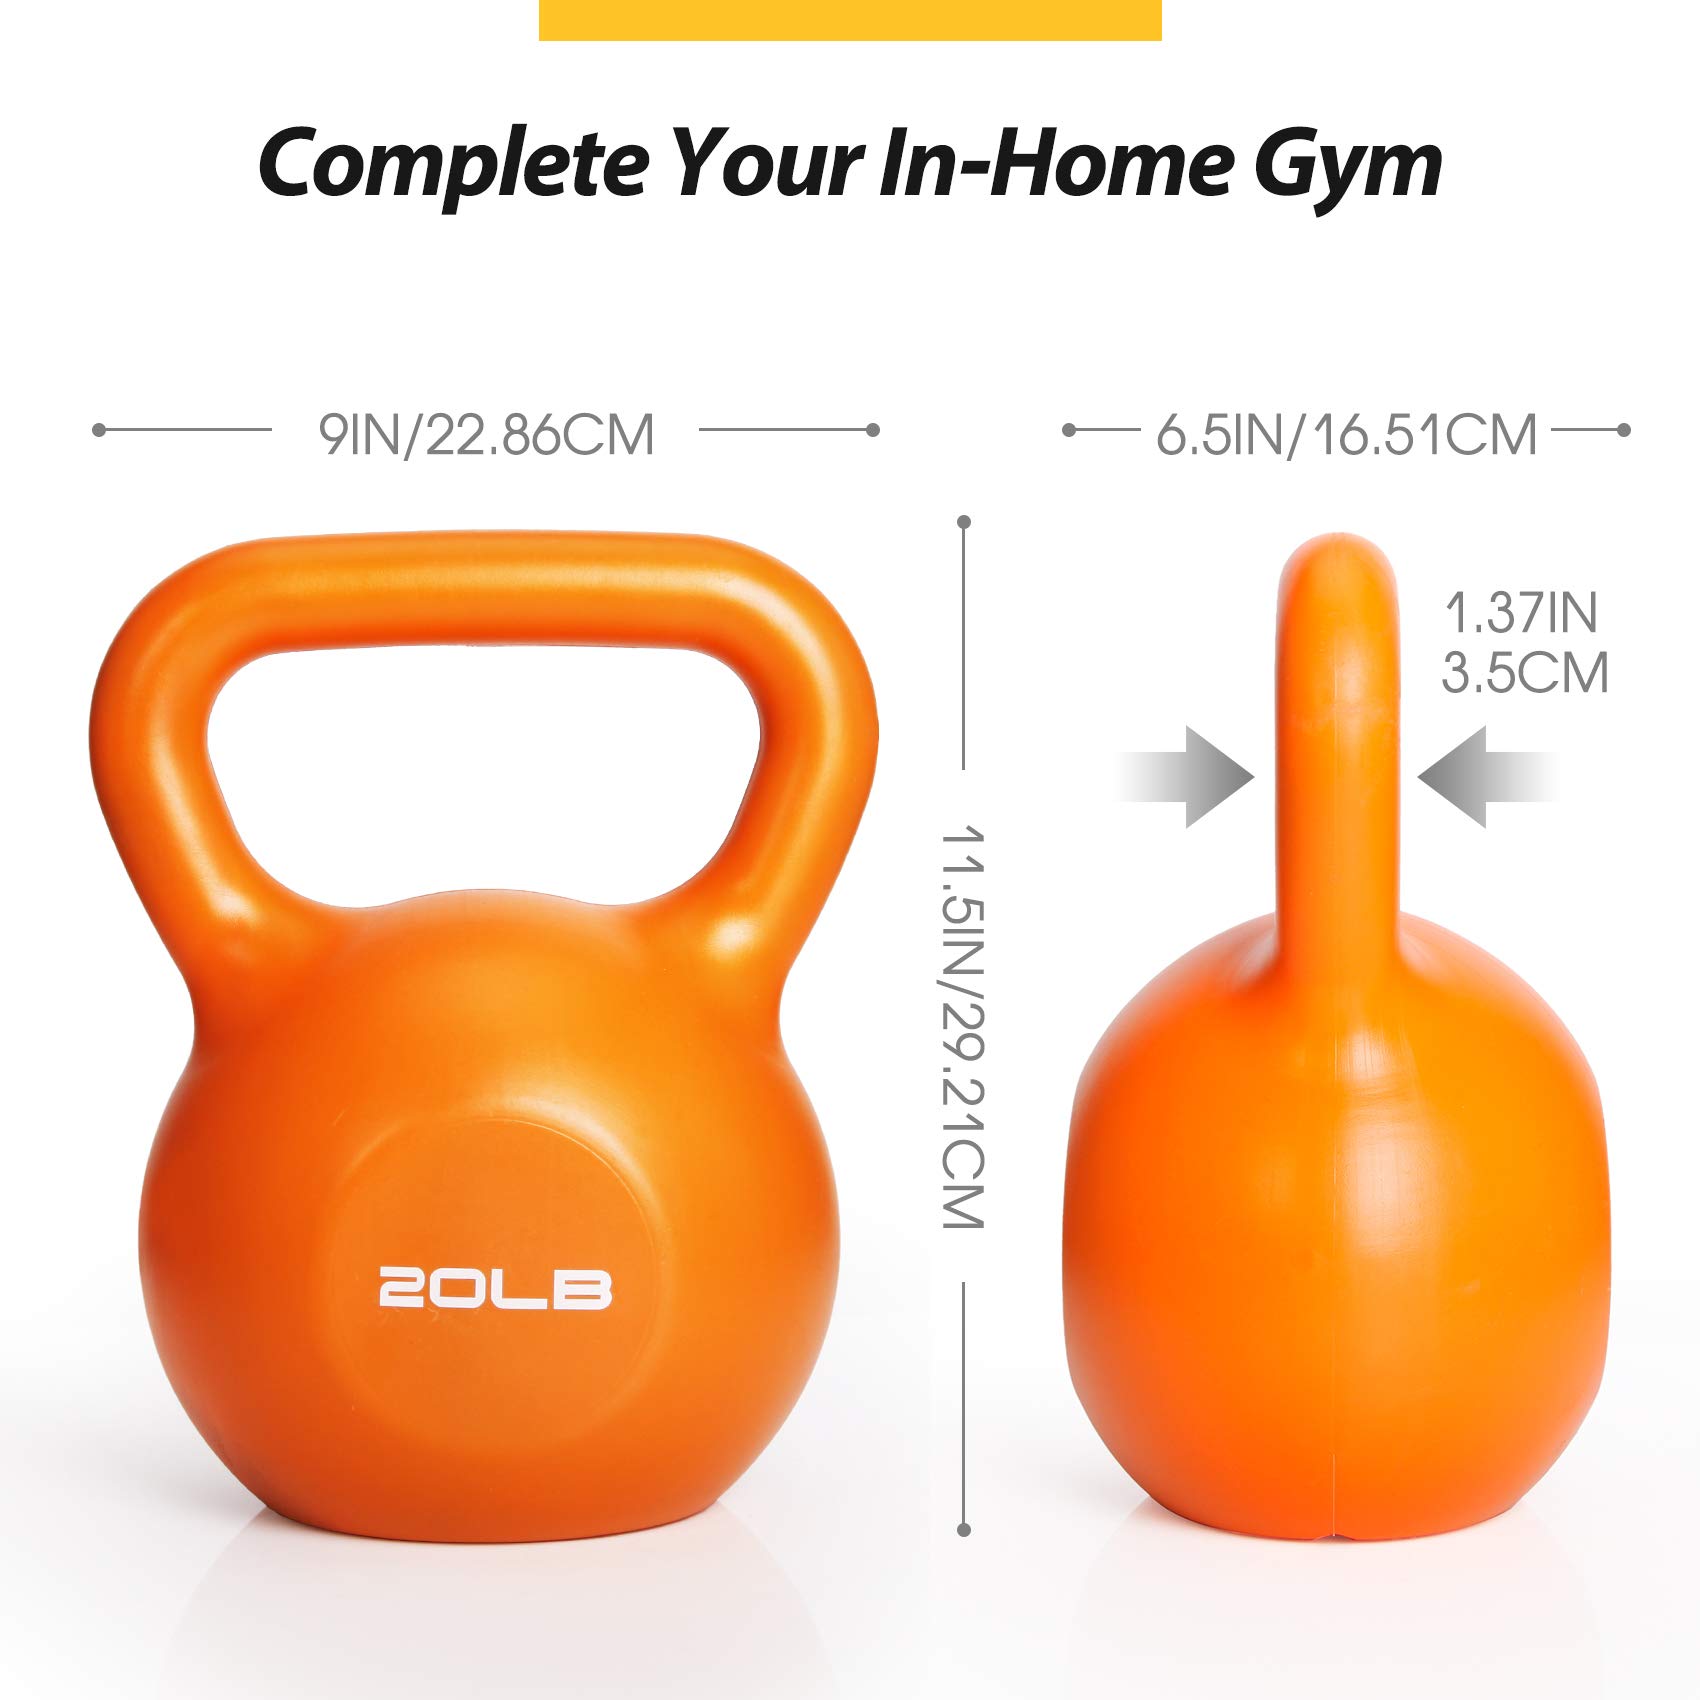 Complete Your In-Home Gym
9IN/22.86CM
6.5IN/16.51CM
1.37IN
3.5CM
11.5IN/29.21CM
20LB